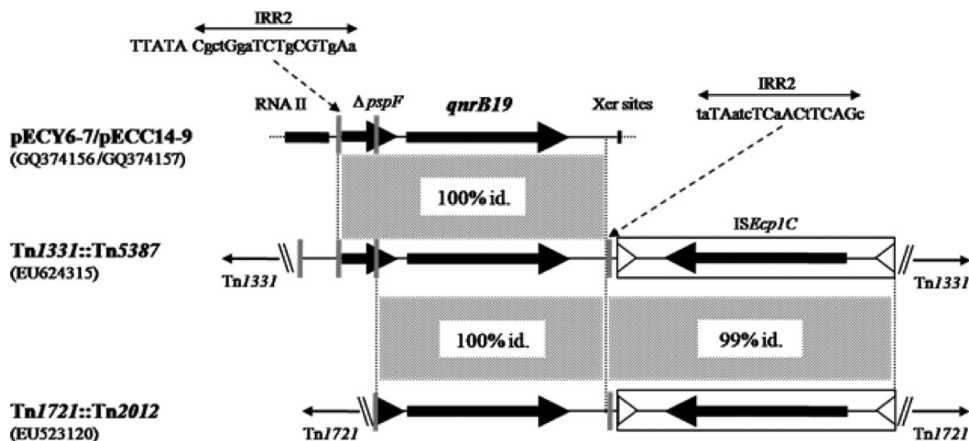 IRR2
TTATA CgctGgaTCTgCGTgAa
IRR2
taTAatcTCaACtTCAGc
RNA II
Δ pspF
qnrB19
Xer sites
pECY6-7/pECC14-9
(GQ374156/GQ374157)
100% id.
ISEcp1C
Tn1331::Tn5387
(EU624315)
Tn1331
Tn1331
100% id.
99% id.
Tn1721::Tn2012
(EU523120)
Tn1721
Tn1721